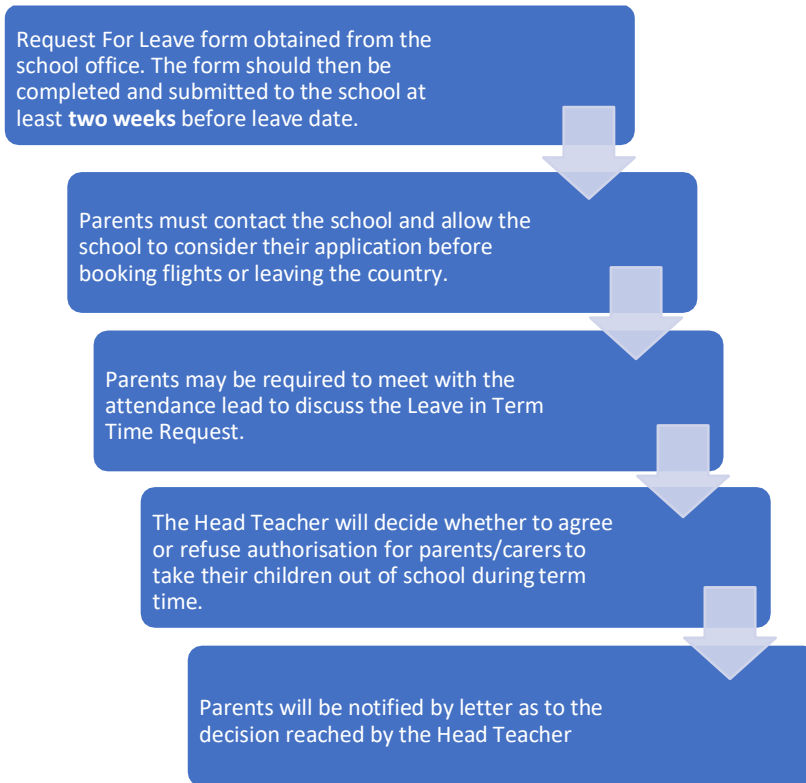 Request For Leave form obtained from the
school office. The form should then be
completed and submitted to the school at
least two weeks before leave date.
Parents must contact the school and allow the
school to consider their application before
booking flights or leaving the country.
Parents may be required to meet with the
attendance lead to discuss the Leave in Term
Time Request.
The Head Teacher will decide whether to agree
or refuse authorisation for parents/carers to
take their children out of school during term
time.
Parents will be notified by letter as to the
decision reached by the Head Teacher